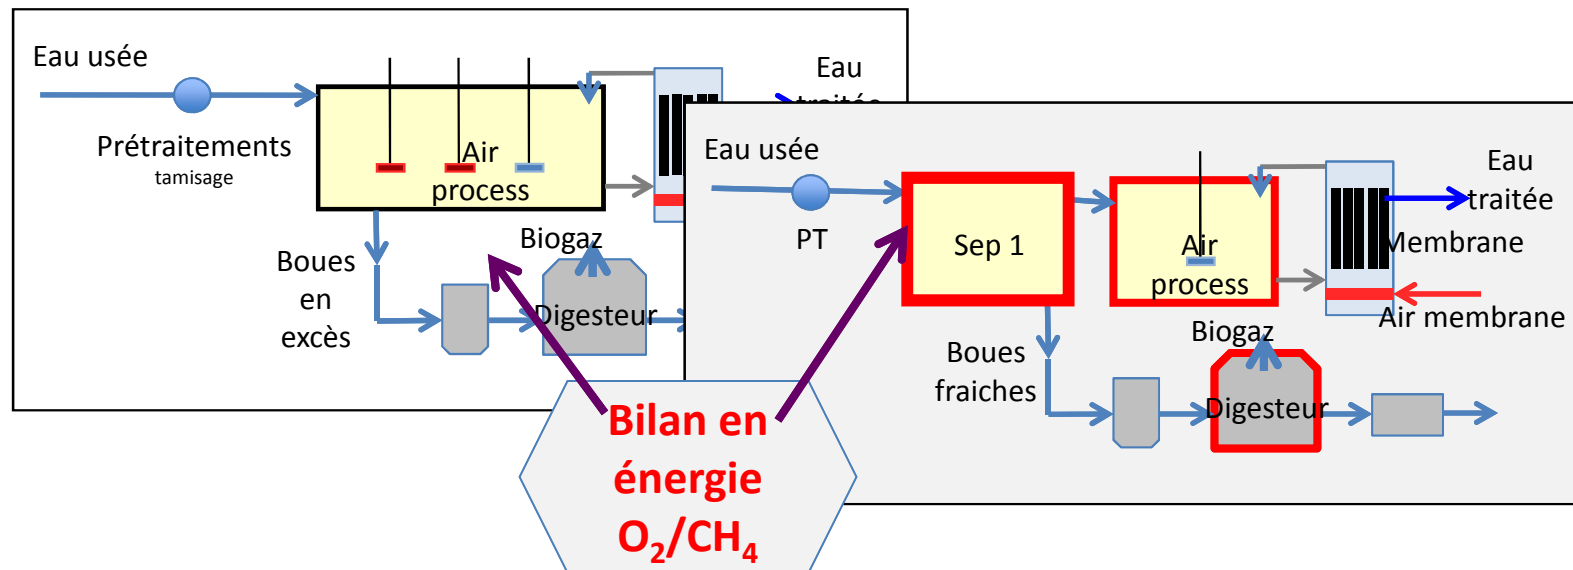 Eau usée
Prétraitements
tamisage
Air
process
Eau
traitée
Boues
en
excès
Biogaz
Digesteur
Eau usée
PT
Sep 1
Air
process
Eau
traitée
Membrane
Air membrane
Boues
fraiches
Biogaz
Digesteur
Bilan en
énergie
O₂/CH₄